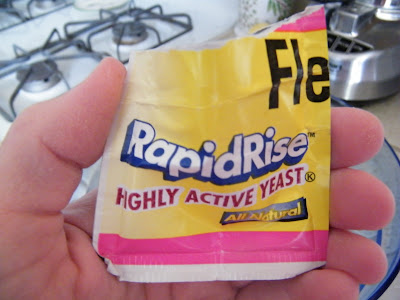 Fle
RapidRise™
HIGHLY ACTIVE YEAST®
All Natural